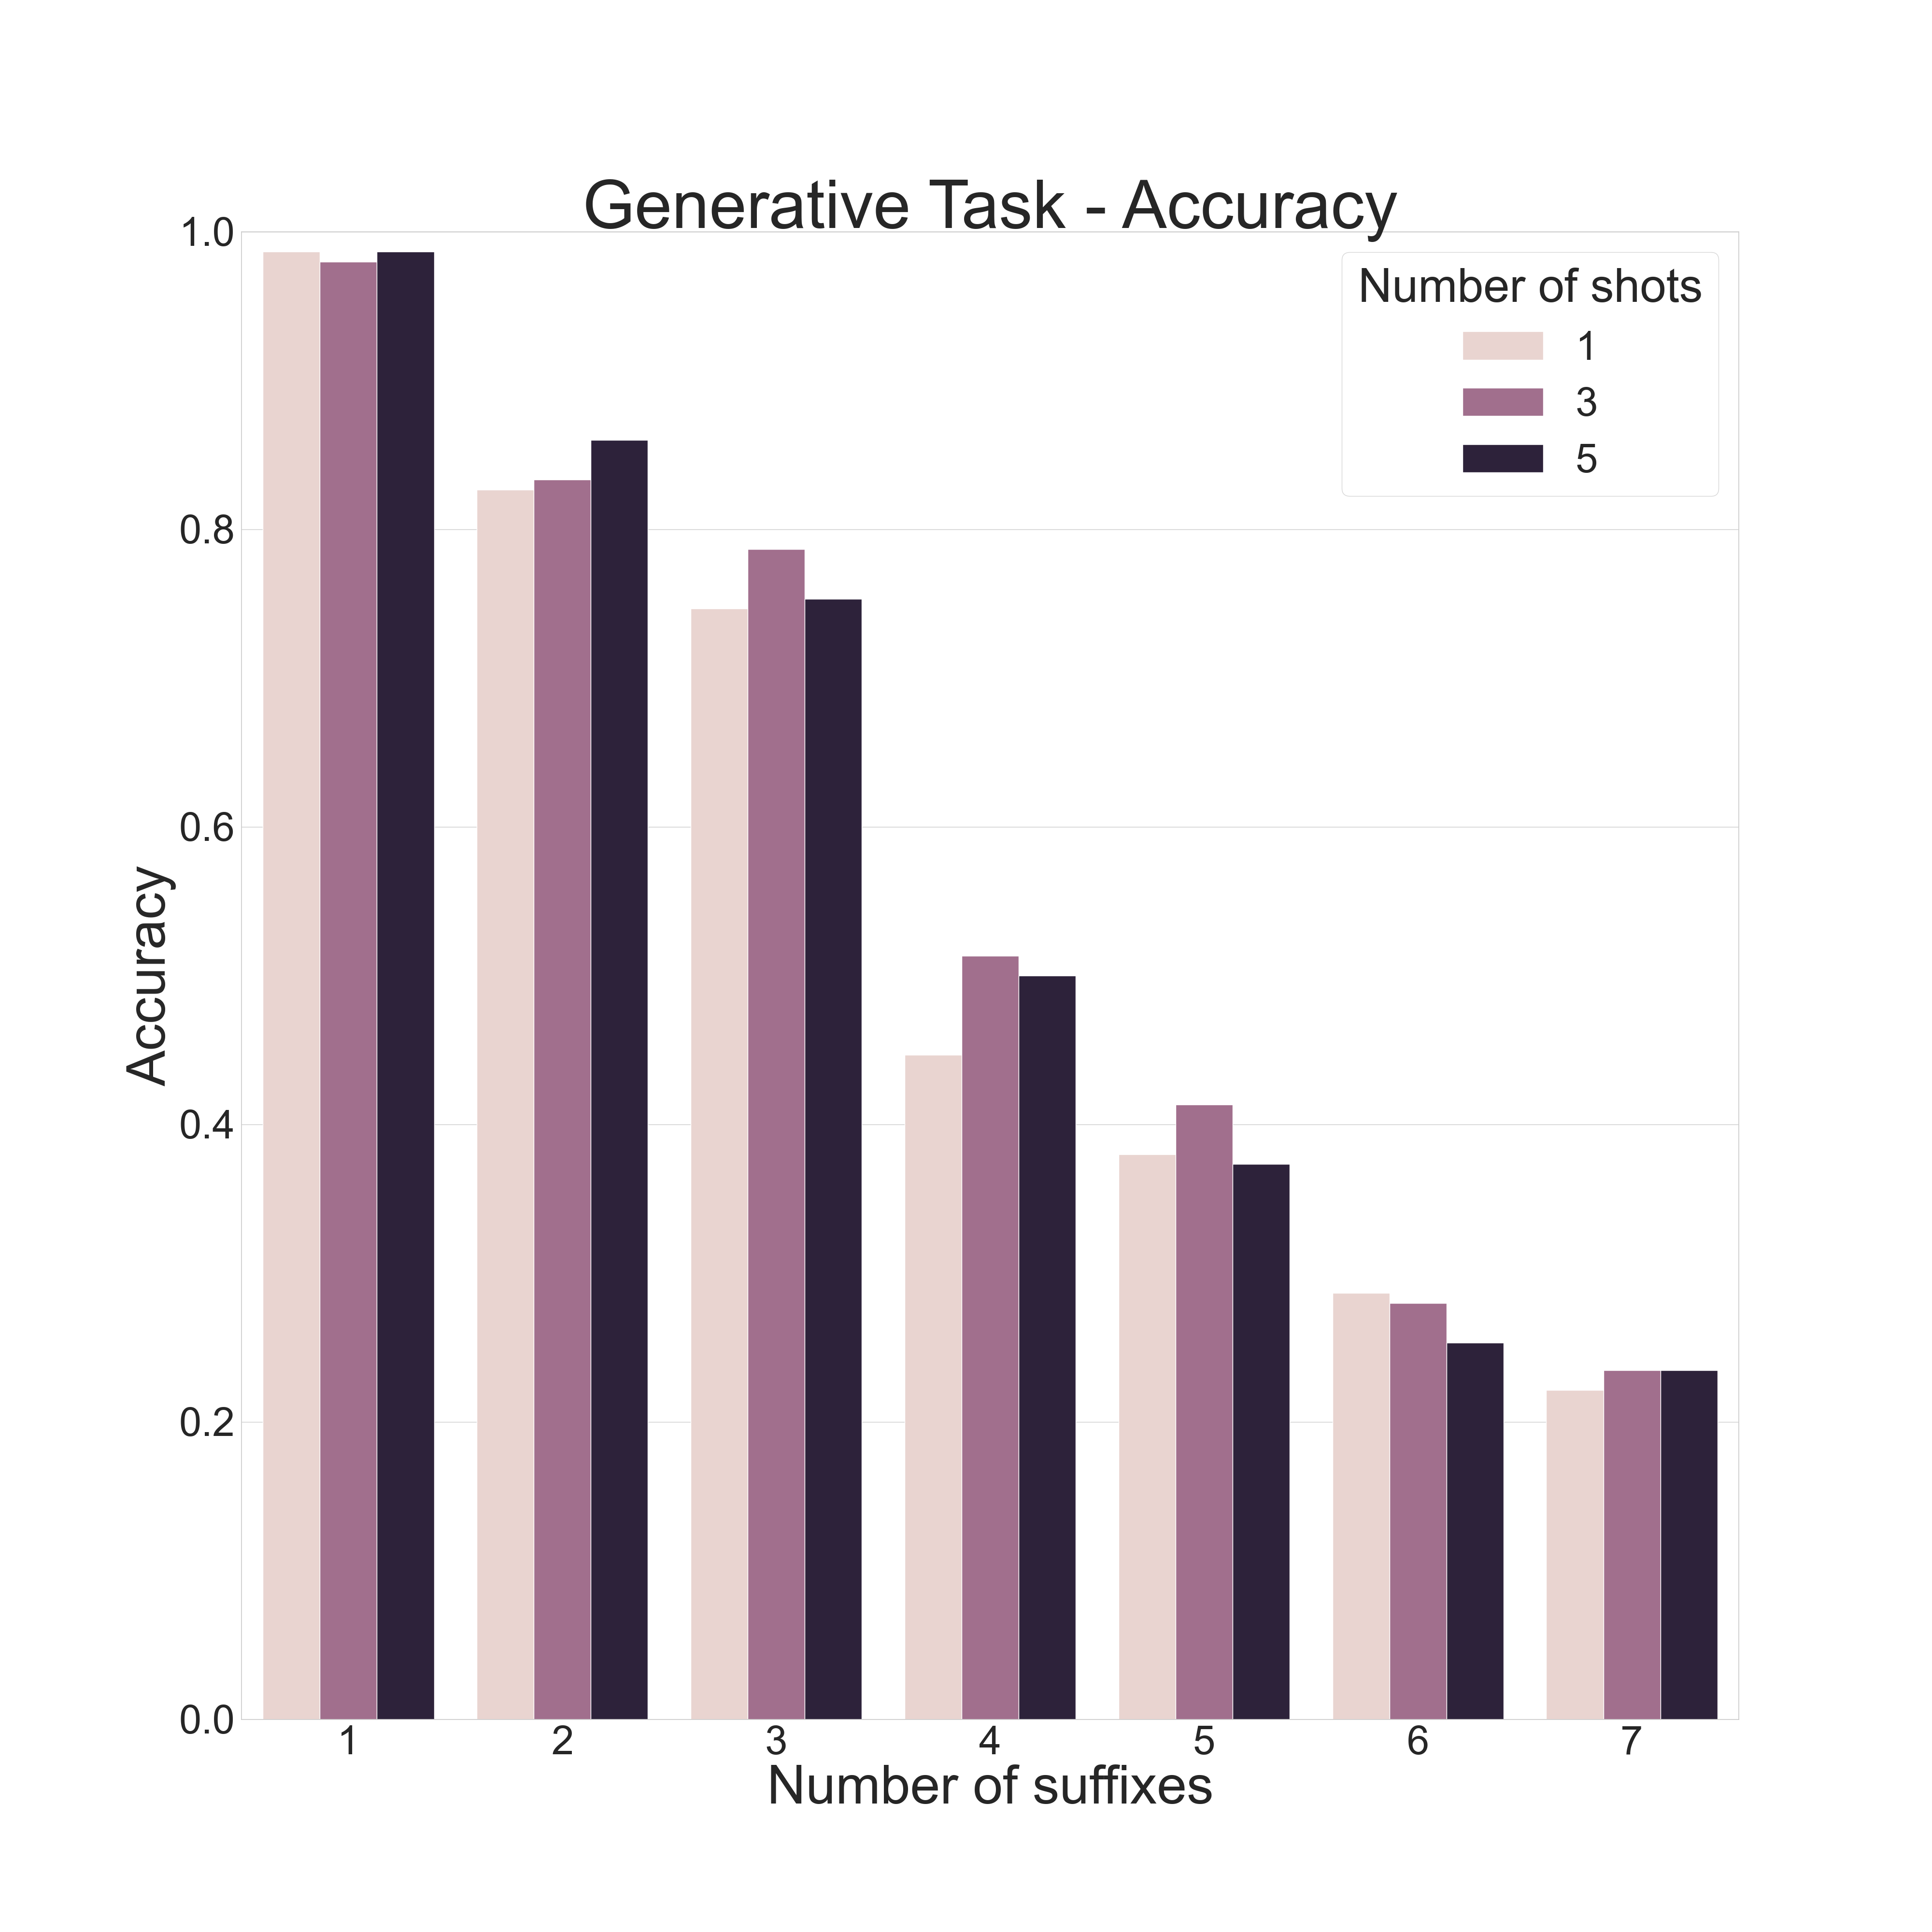 Generative Task - Accuracy
1.0
0.8
0.6
0.4
0.2
0.0
Accuracy
Number of shots
1
3
5
1 2 3 4 5 6 7
Number of suffixes